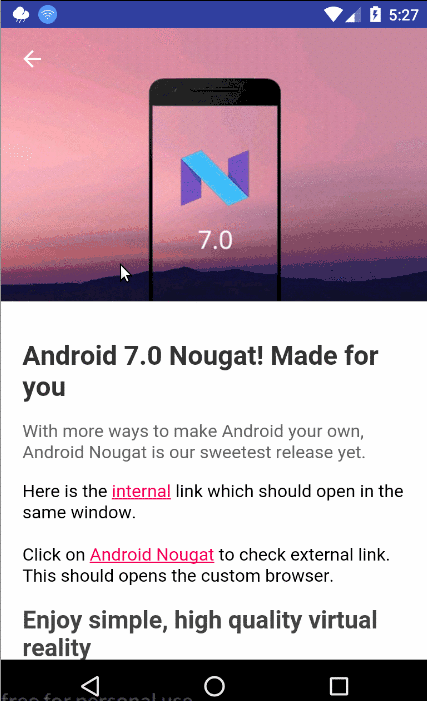 5:27
7.0
Android 7.0 Nougat! Made for
you
With more ways to make Android your own,
Android Nougat is our sweetest release yet.
Here is the internal link which should open in the
same window.
Click on Android Nougat to check external link.
This should opens the custom browser.
Enjoy simple, high quality virtual
reality
free for personal use